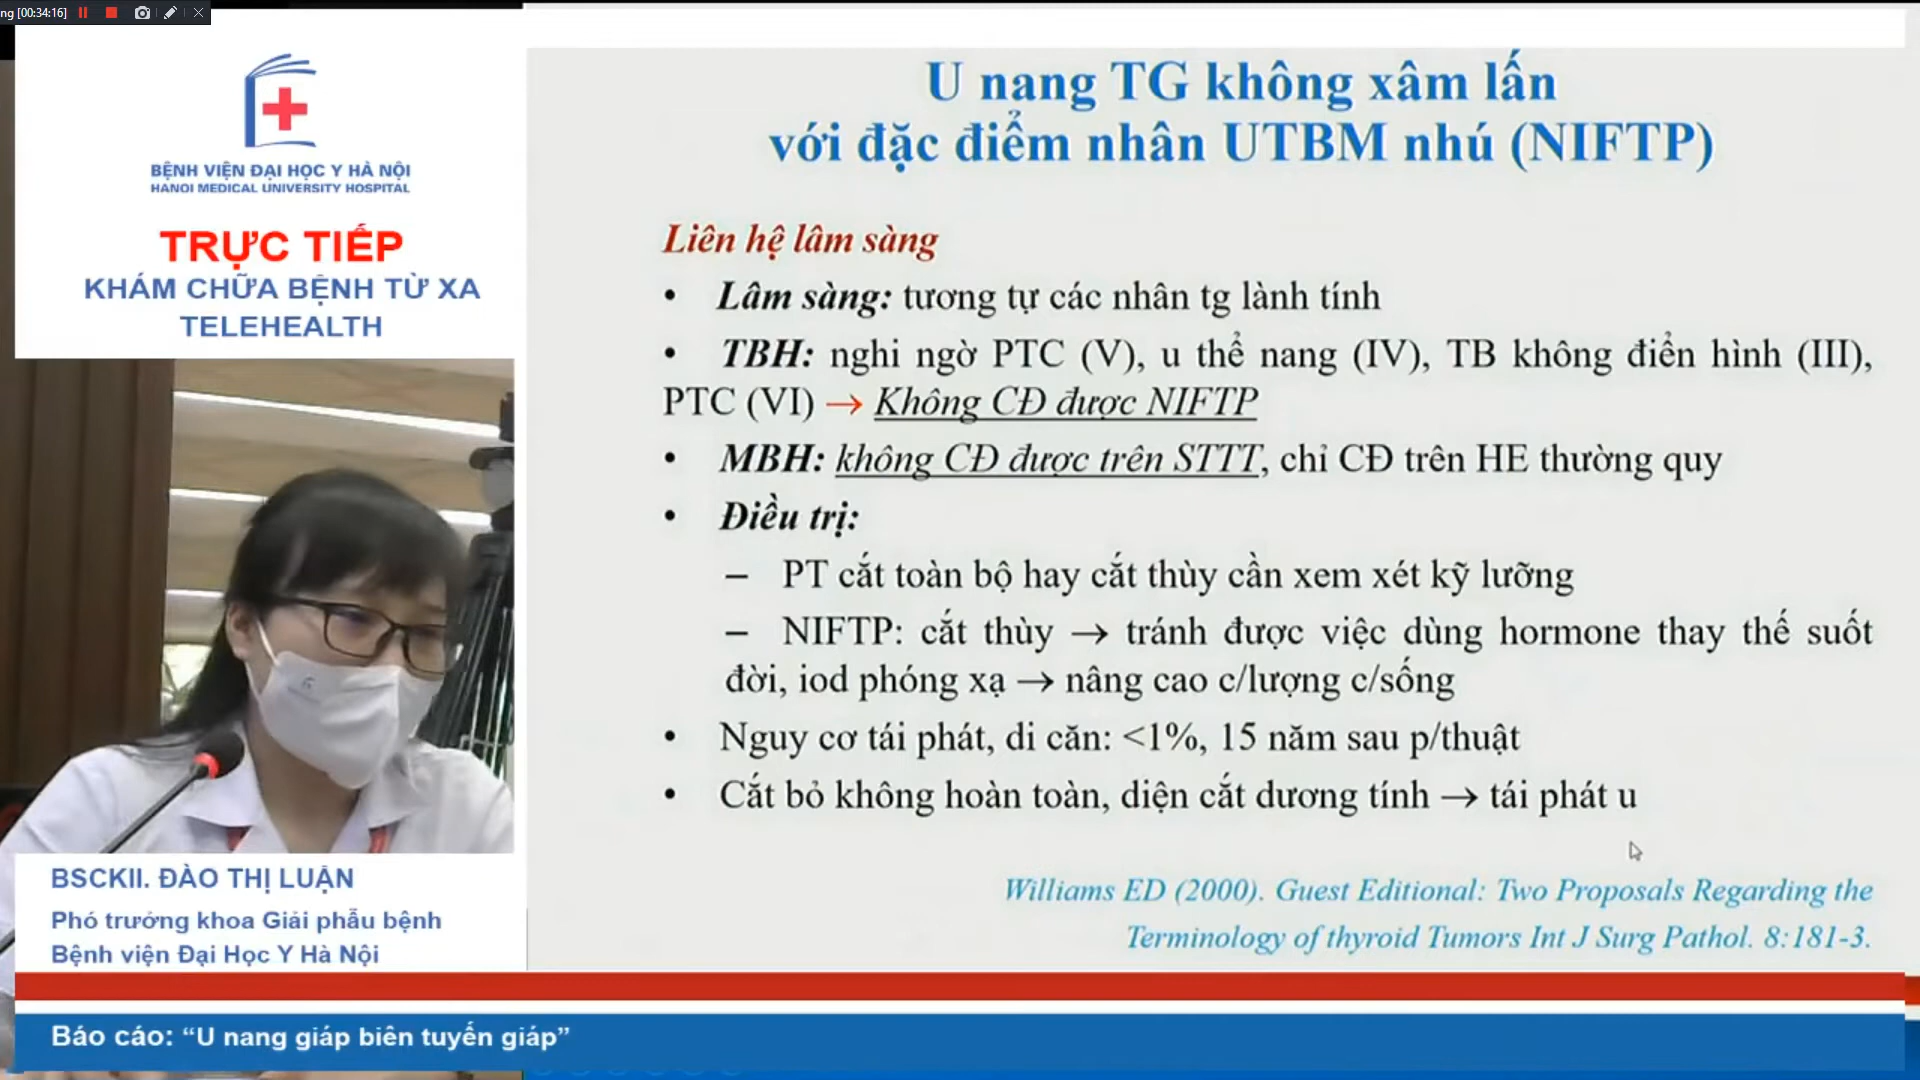 ng [00:34:16]
BỆNH VIỆN ĐẠI HỌC Y HÀ NỘI
HANOI MEDICAL UNIVERSITY HOSPITAL
TRỰC TIẾP
KHÁM CHỮA BỆNH TỪ XA
TELEHEALTH
U nang TG không xâm lấn
với đặc điểm nhân UTBM nhú (NIFTP)
Liên hệ lâm sàng
• Lâm sàng: tương tự các nhân tg lành tính
• TBH: nghi ngờ PTC (V), u thể nang (IV), TB không điển hình (III),
PTC (VI) → Không CĐ được NIFTP
• MBH: không CĐ được trên STTT, chỉ CĐ trên HE thường quy
• Điều trị:
– PT cắt toàn bộ hay cắt thùy cần xem xét kỹ lưỡng
– NIFTP: cắt thùy → tránh được việc dùng hormone thay thế suốt
đời, iod phóng xạ → nâng cao c/lượng c/sống
• Nguy cơ tái phát, di căn: <1%, 15 năm sau p/thuật
• Cắt bỏ không hoàn toàn, diện cắt dương tính → tái phát u
Williams ED (2000). Guest Editional: Two Proposals Regarding the
Terminology of thyroid Tumors Int J Surg Pathol. 8:181-3.
BSCKII. ĐÀO THỊ LUẬN
Phó trưởng khoa Giải phẫu bệnh
Bệnh viện Đại Học Y Hà Nội
Báo cáo: “U nang giáp biên tuyến giáp”